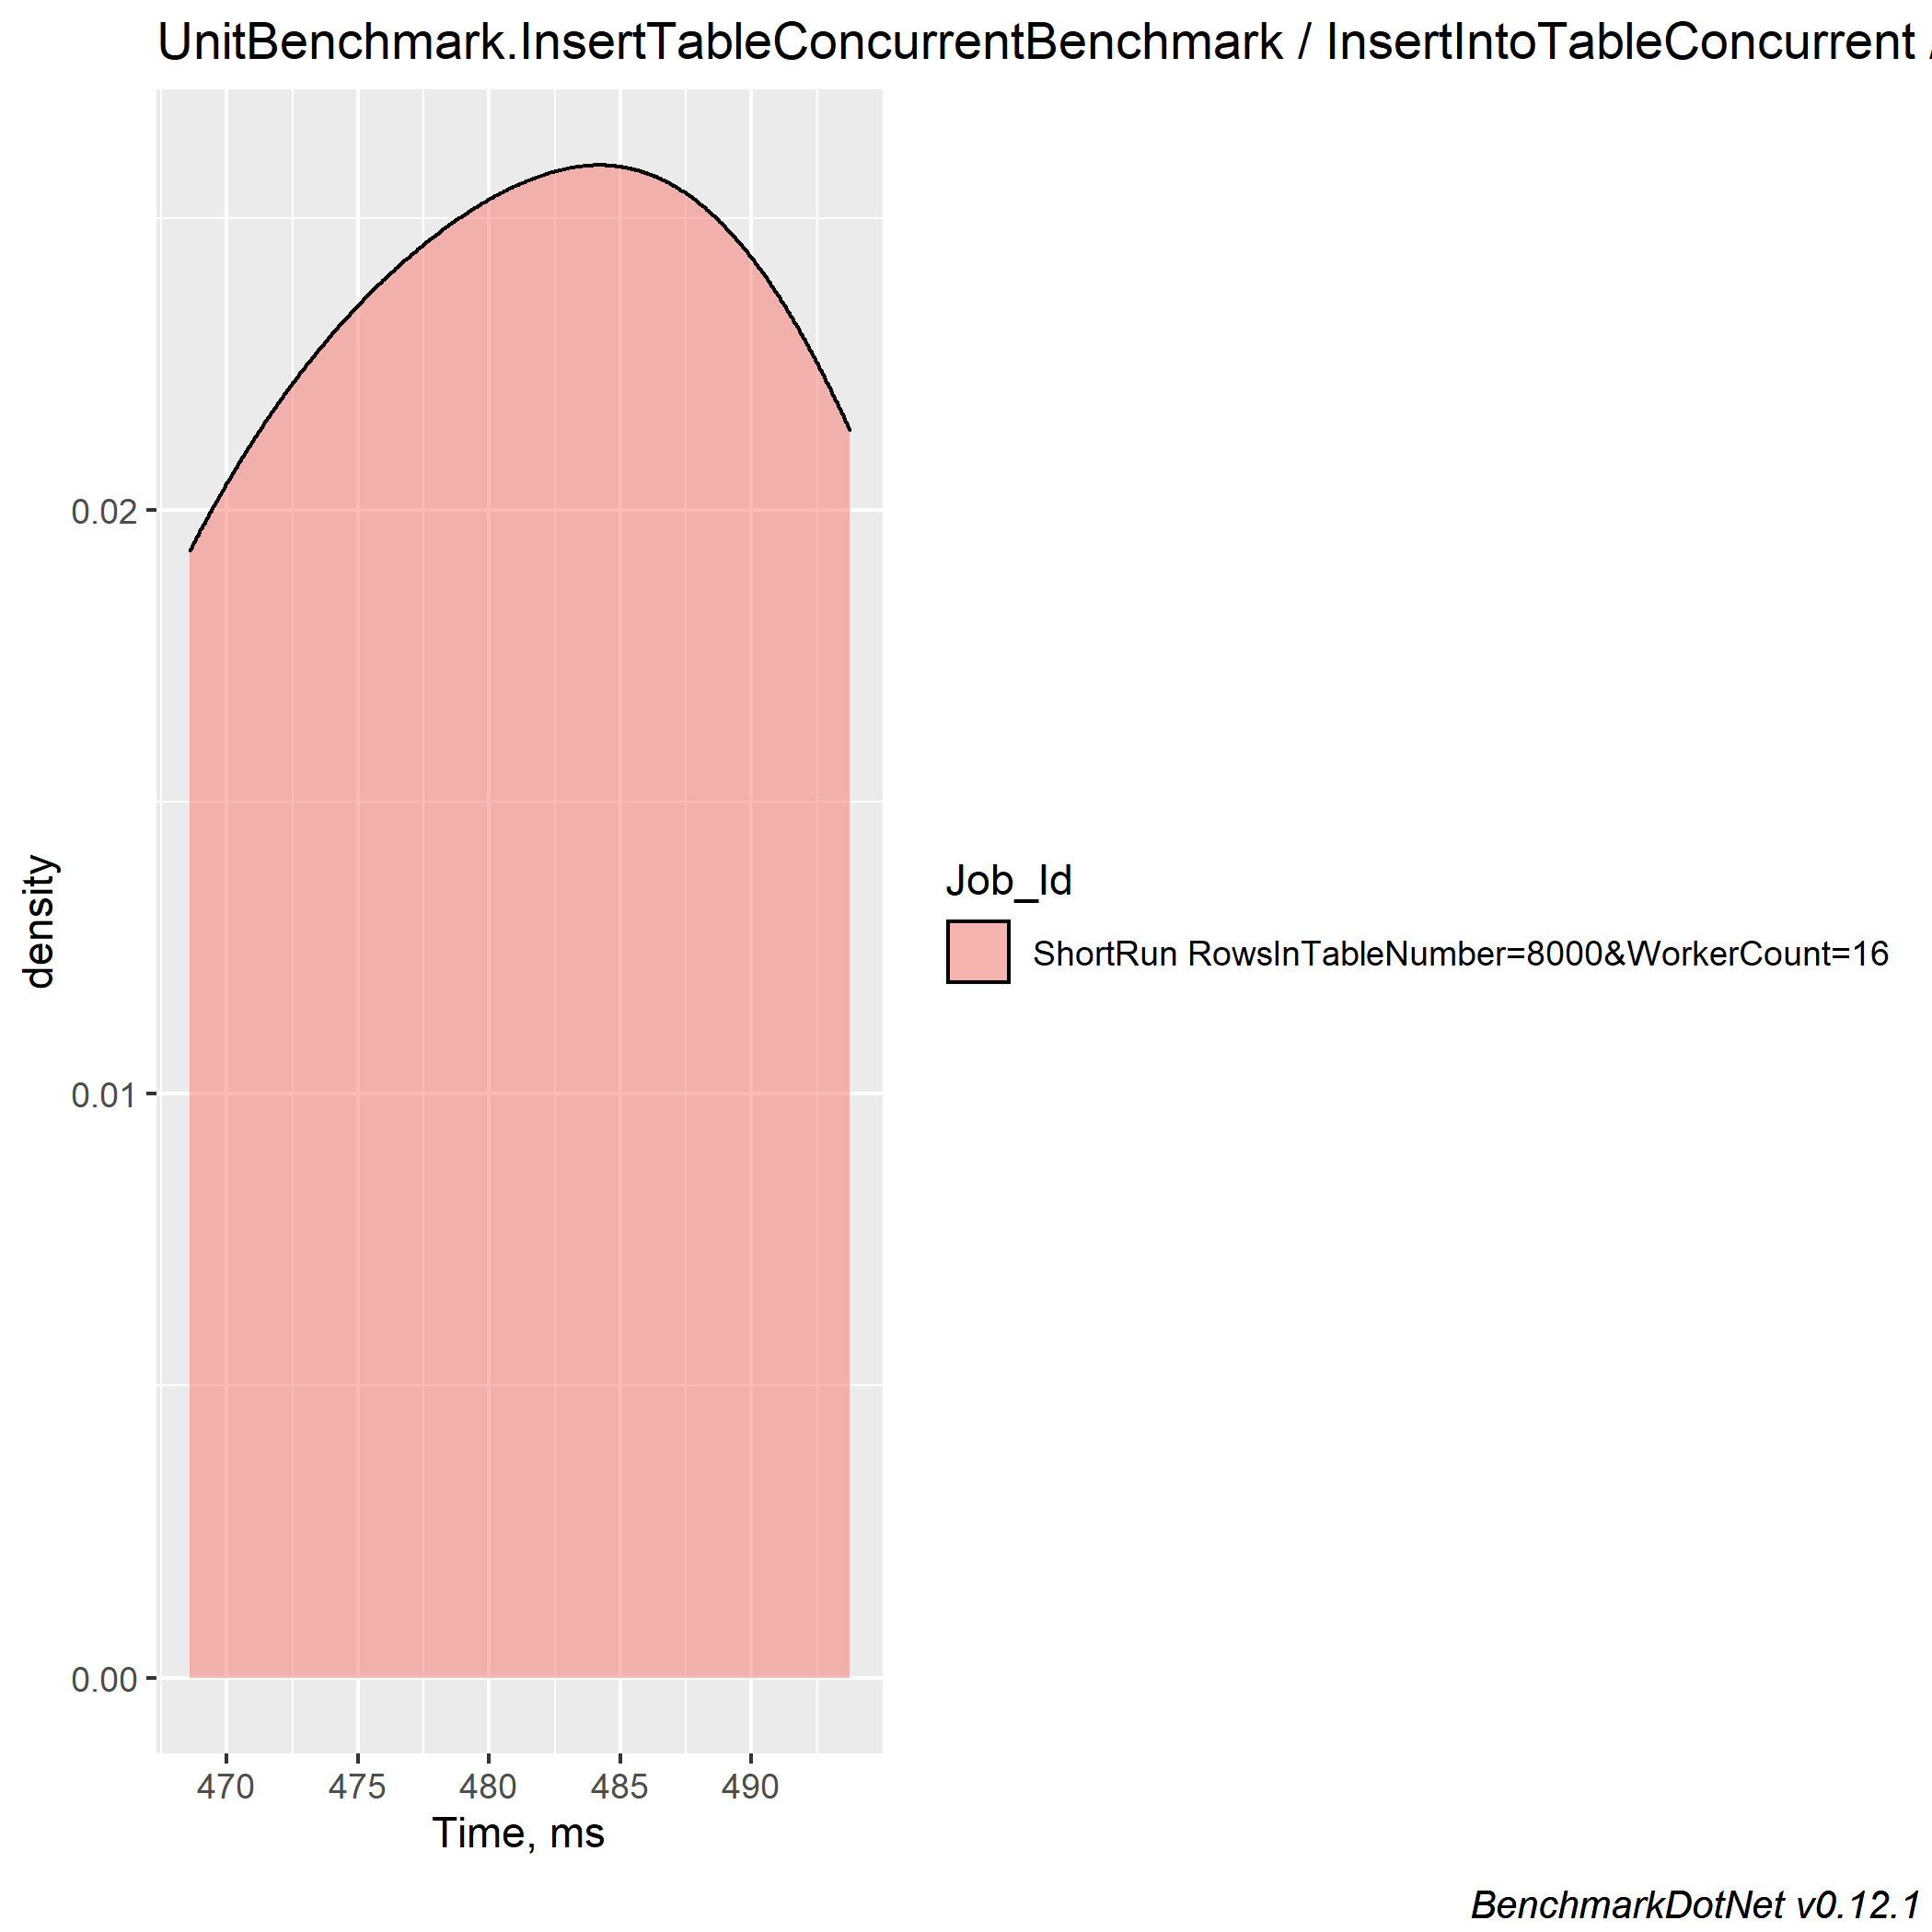 UnitBenchmark.InsertTableConcurrentBenchmark / InsertIntoTableConcurrent /
density
0.02
0.01
0.00
470 475 480 485 490
Time, ms
Job_Id
ShortRun RowsInTableNumber=8000&WorkerCount=16
BenchmarkDotNet v0.12.1